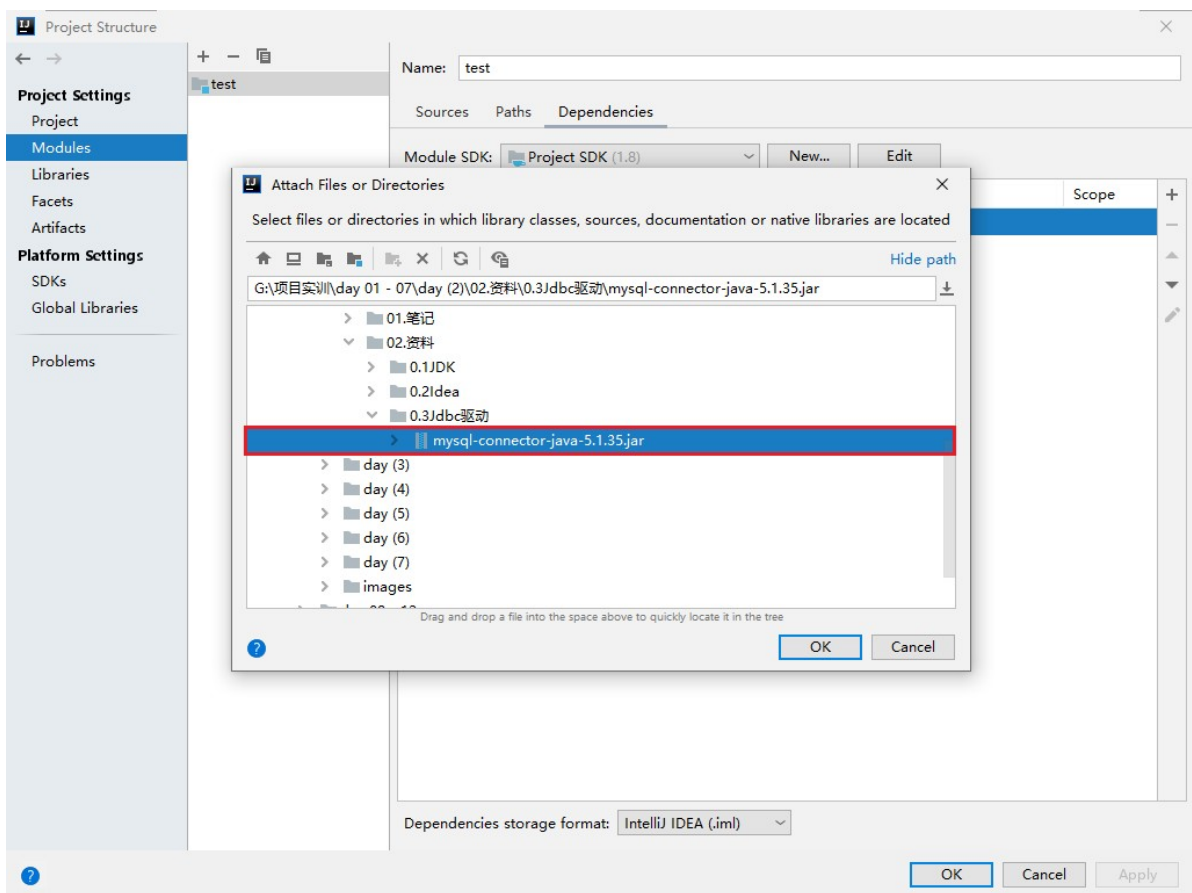 Project Structure
Project Settings
Project
Modules
Libraries
Facets
Artifacts
Platform Settings
SDKs
Global Libraries
Problems
test
Name: test
Sources Paths Dependencies
Module SDK: Project SDK (1.8) New... Edit
Scope
Attach Files or Directories
Select files or directories in which library classes, sources, documentation or native libraries are located
Hide path
G:\项目实训\day 01 - 07\day (2)\02.资料\0.3Jdbc驱动\mysql-connector-java-5.1.35.jar
01.笔记
02.资料
0.1JDK
0.2Idea
0.3Jdbc驱动
mysql-connector-java-5.1.35.jar
day (3)
day (4)
day (5)
day (6)
day (7)
images
Drag and drop a file into the space above to quickly locate it in the tree
OK Cancel
Dependencies storage format: IntelliJ IDEA (.iml)
OK Cancel Apply